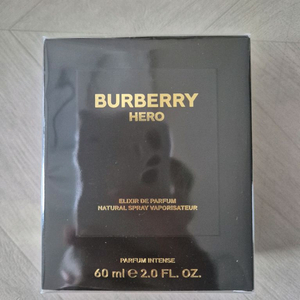 BURBERRY
HERO
ELIXIR DE PARFUM
NATURAL SPRAY VAPORISATEUR
PARFUM INTENSE
60 ml ℮ 2.0 FL. OZ.